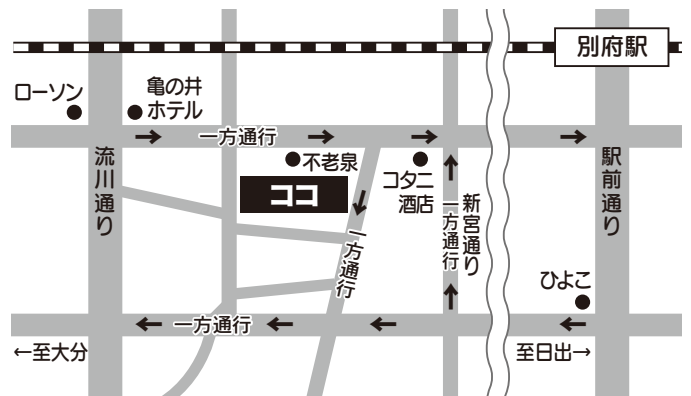 別府駅
ローソン
亀の井
ホテル
一方通行
不老泉
ココ
コタニ
酒店
流川通り
一方通行
新宮通り
一方通行
駅前通り
ひよこ
一方通行
←至大分
至日出→